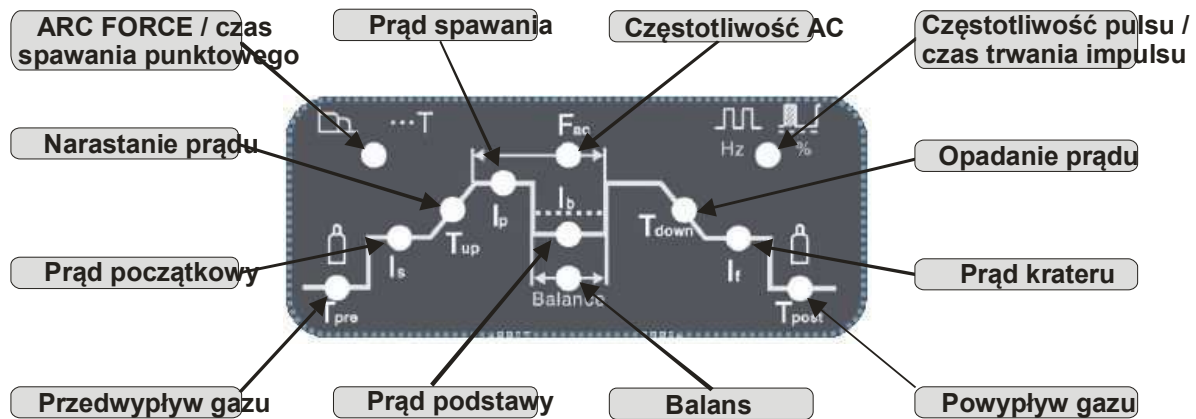 ARC FORCE / czas
spawania punktowego
Prąd spawania
Częstotliwość AC
Częstotliwość pulsu /
czas trwania impulsu
Narastanie prądu
Opadanie prądu
Prąd początkowy
Prąd krateru
Przedwypływ gazu
Prąd podstawy
Balans
Powypływ gazu
...T
Fac
Hz
%
Ip
Ib
Tup
Tdown
Is
If
Balance
Tpre
Tpost